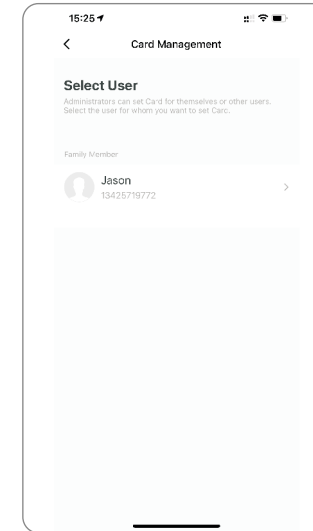 15:25
Card Management
Select User
Administrators can set Card for themselves or other users.
Select the user for whom you want to set Carc.
Family Member
Jason
13425719772